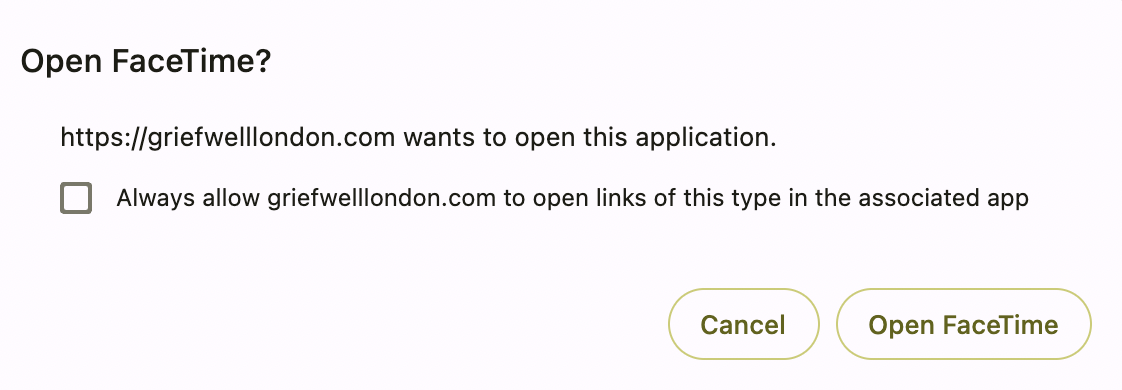 Open FaceTime?
https://griefwelllondon.com wants to open this application.
Always allow griefwelllondon.com to open links of this type in the associated app
Cancel
Open FaceTime